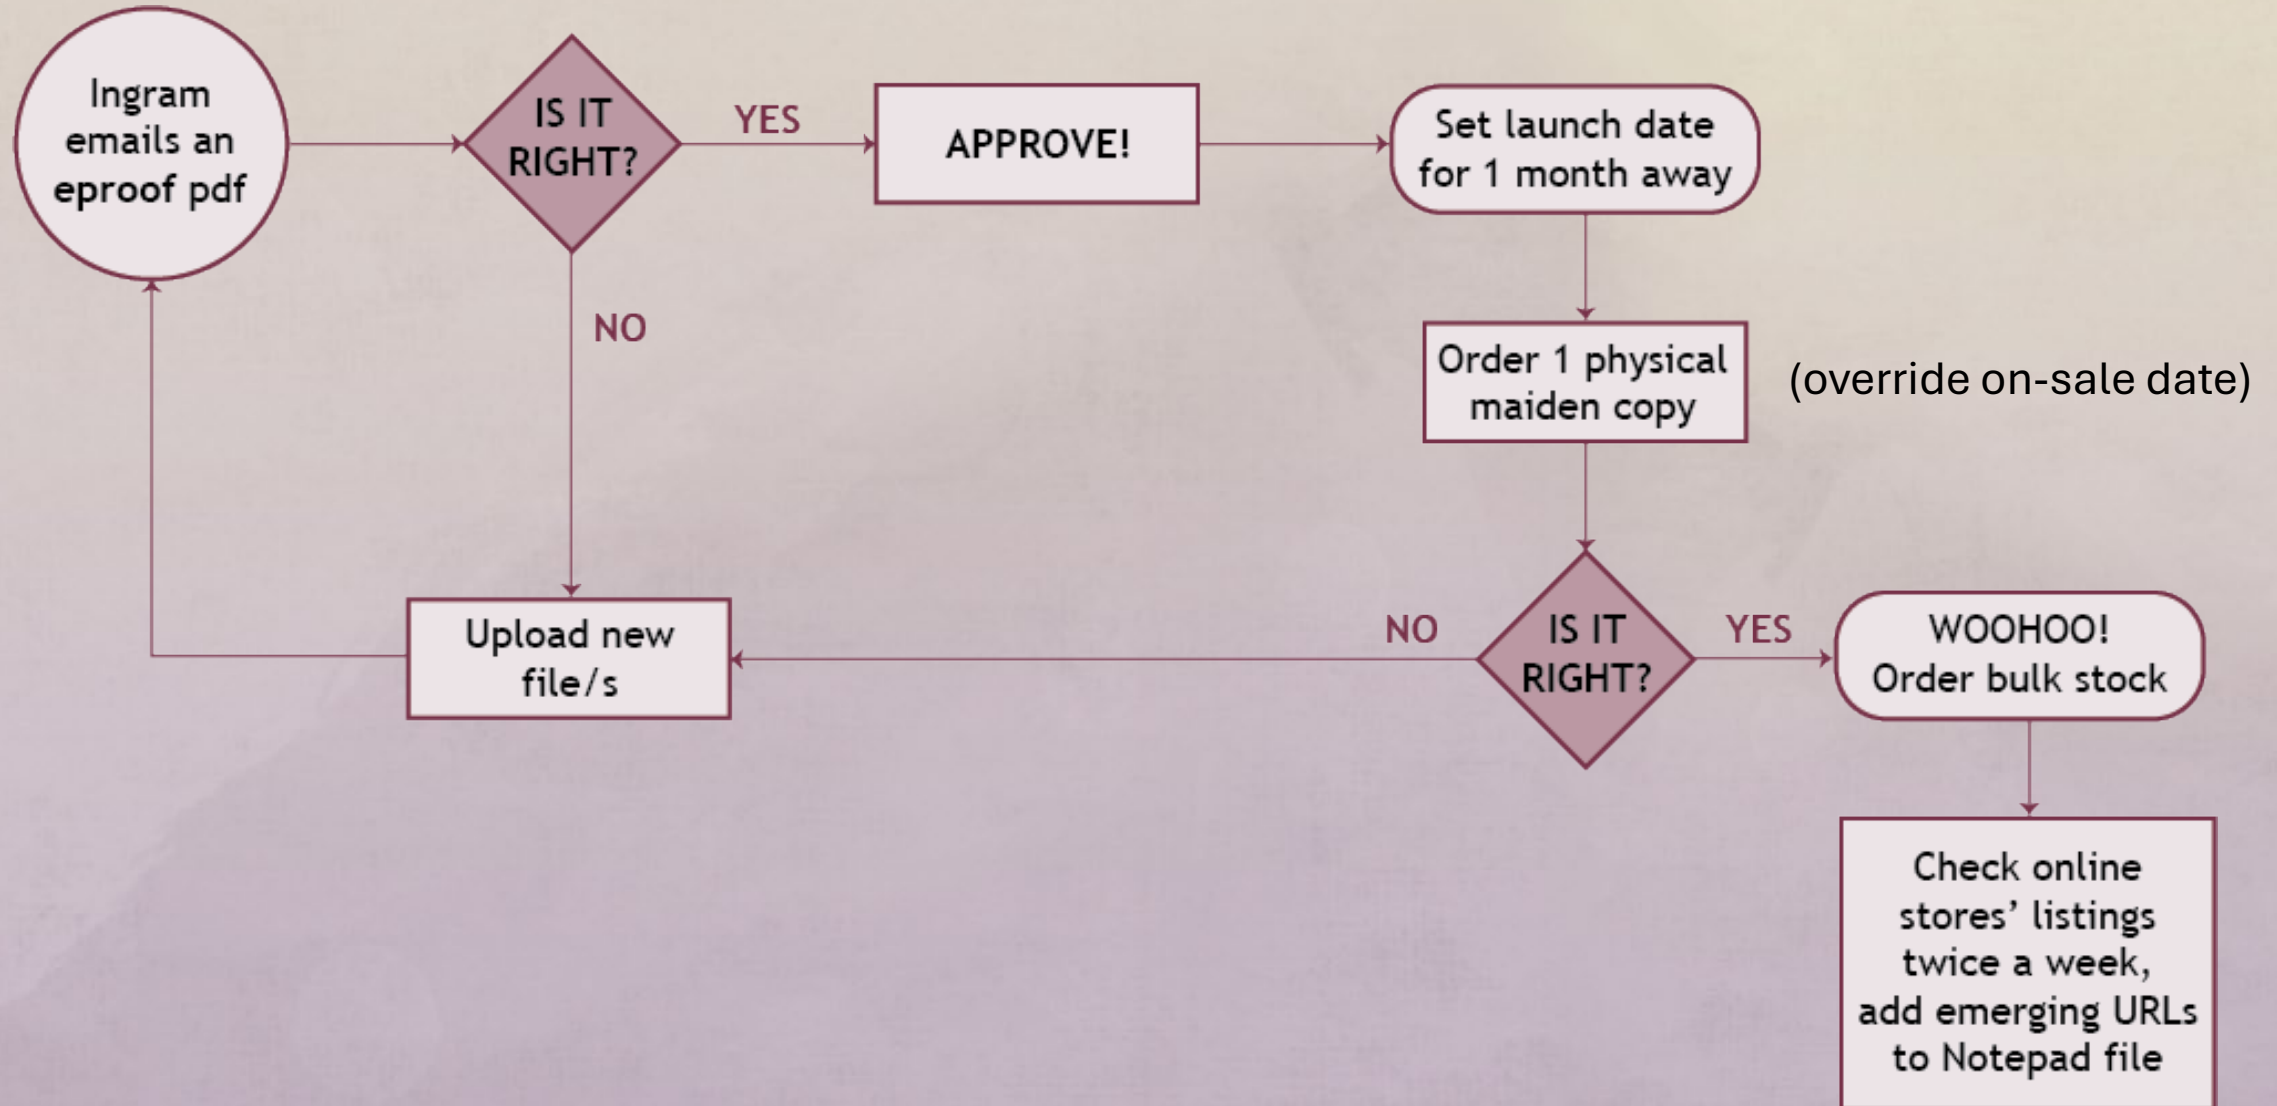 Ingram
emails an
eproof pdf
IS IT
RIGHT?
YES
APPROVE!
Set launch date
for 1 month away
NO
Order 1 physical
maiden copy
(override on-sale date)
Upload new
file/s
NO
IS IT
RIGHT?
YES
WOOHOO!
Order bulk stock
Check online
stores’ listings
twice a week,
add emerging URLs
to Notepad file